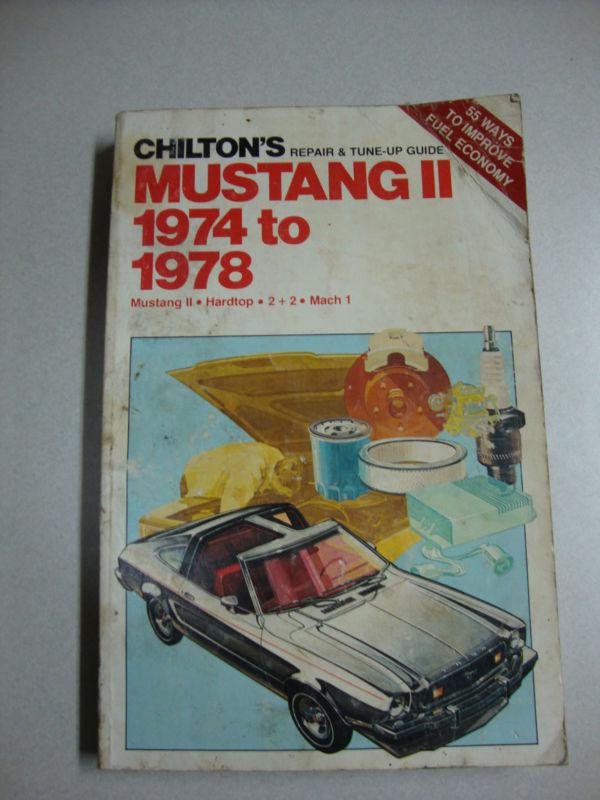 CHILTON'S REPAIR & TUNE-UP GUIDE
MUSTANG II
1974 to
1978
Mustang II • Hardtop • 2 + 2 • Mach 1
55 WAYS
TO IMPROVE
FUEL ECONOMY